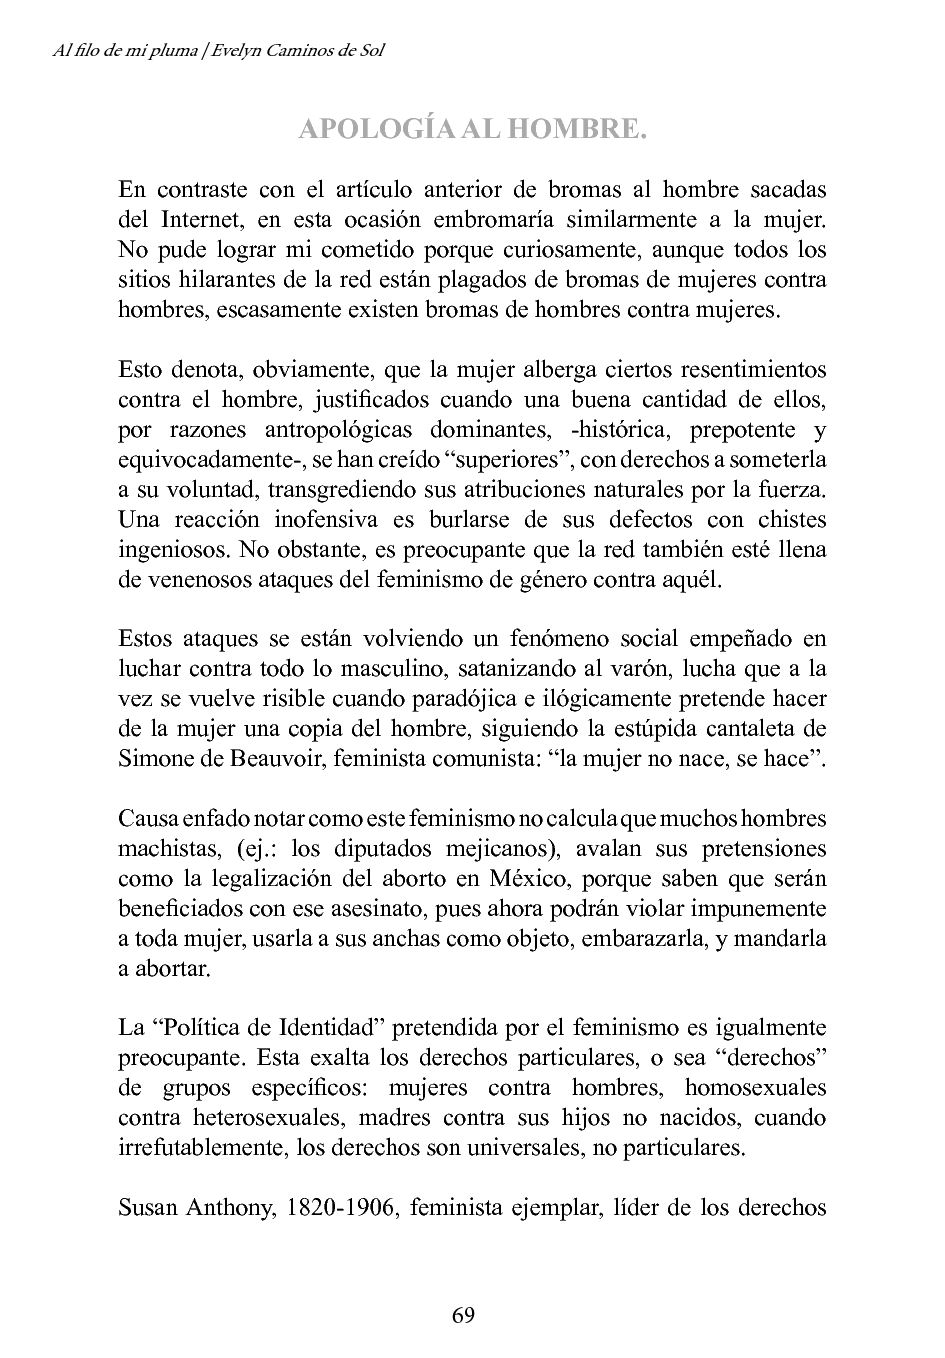 Al filo de mi pluma | Evelyn Caminos de Sol
APOLOGÍA AL HOMBRE.
En contraste con el artículo anterior de bromas al hombre sacadas
del Internet, en esta ocasión embromaría similarmente a la mujer.
No pude lograr mi cometido porque curiosamente, aunque todos los
sitios hilarantes de la red están plagados de bromas de mujeres contra
hombres, escasamente existen bromas de hombres contra mujeres.
Esto denota, obviamente, que la mujer alberga ciertos resentimientos
contra el hombre, justificados cuando una buena cantidad de ellos,
por razones antropológicas dominantes, -histórica, prepotente y
equivocadamente-, se han creído “superiores”, con derechos a someterla
a su voluntad, transgrediendo sus atribuciones naturales por la fuerza.
Una reacción inofensiva es burlarse de sus defectos con chistes
ingeniosos. No obstante, es preocupante que la red también esté llena
de venenosos ataques del feminismo de género contra aquél.
Estos ataques se están volviendo un fenómeno social empeñado en
luchar contra todo lo masculino, satanizando al varón, lucha que a la
vez se vuelve risible cuando paradójica e ilógicamente pretende hacer
de la mujer una copia del hombre, siguiendo la estúpida cantaleta de
Simone de Beauvoir, feminista comunista: “la mujer no nace, se hace”.
Causa enfado notar como este feminismo no calcula que muchos hombres
machistas, (ej.: los diputados mejicanos), avalan sus pretensiones
como la legalización del aborto en México, porque saben que serán
beneficiados con ese asesinato, pues ahora podrán violar impunemente
a toda mujer, usarla a sus anchas como objeto, embarazarla, y mandarla
a abortar.
La “Política de Identidad” pretendida por el feminismo es igualmente
preocupante. Esta exalta los derechos particulares, o sea “derechos”
de grupos específicos: mujeres contra hombres, homosexuales
contra heterosexuales, madres contra sus hijos no nacidos, cuando
irrefutablemente, los derechos son universales, no particulares.
Susan Anthony, 1820-1906, feminista ejemplar, líder de los derechos
69